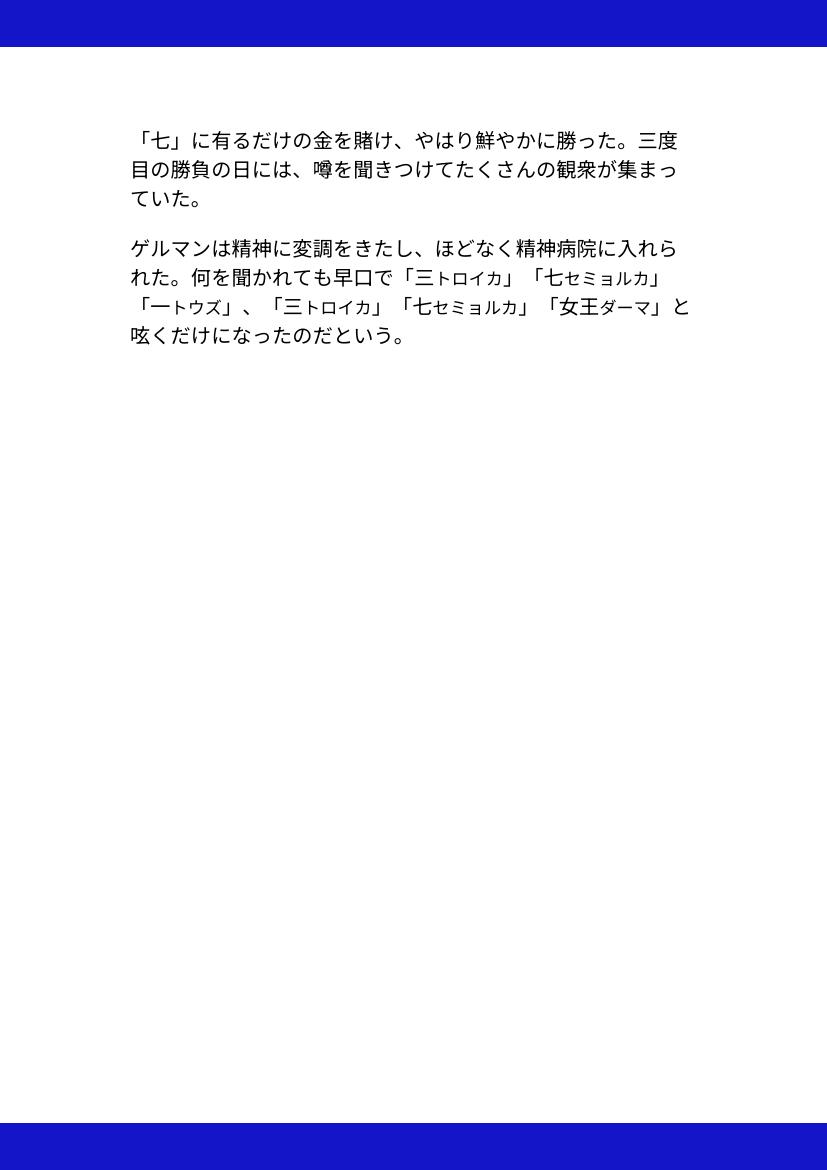 「七」に有るだけの金を賭け、やはり鮮やかに勝った。三度
目の勝負の日には、噂を聞きつけてたくさんの観衆が集まっ
ていた。
ゲルマンは精神に変調をきたし、ほどなく精神病院に入れら
れた。何を聞かれても早口で「三トロイカ」「七セミョルカ」
「一トウズ」、「三トロイカ」「七セミョルカ」「女王ダーマ」と
呟くだけになったのだという。